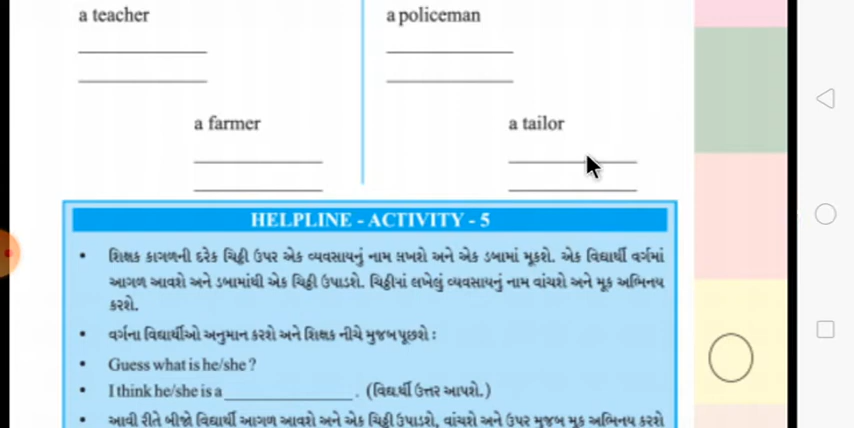 a teacher
a policeman
a farmer
a tailor
HELPLINE - ACTIVITY - 5
• શિક્ષક કાગળની દરેક ચિઠ્ઠી ઉપર એક વ્યવસાયનું નામ લખશે અને એક ડબામાં મૂકશે. એક વિદ્યાર્થી વર્ગમાં
આગળ આવશે અને ડબામાંથી એક ચિઠ્ઠી ઉપાડશે. ચિઠ્ઠીમાં લખેલું વ્યવસાયનું નામ વાંચશે અને મૂક અભિનય
કરશે.
• વર્ગના વિદ્યાર્થીઓ અનુમાન કરશે અને શિક્ષક નીચે મુજબ પૂછશે :
• Guess what is he/she ?
• I think he/she is a ______________ . (વિદ્યાર્થી ઉત્તર આપશે.)
• આવી રીતે બીજો વિદ્યાર્થી આગળ આવશે અને એક ચિઠ્ઠી ઉપાડશે, વાંચશે અને ઉપર મુજબ મૂક અભિનય કરશે